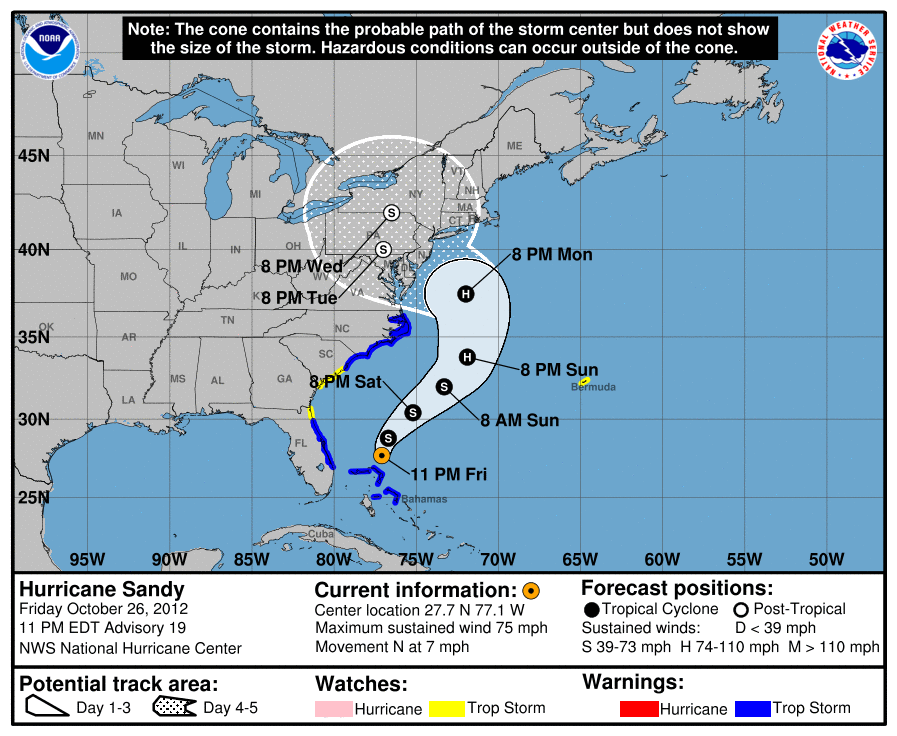 Note: The cone contains the probable path of the storm center but does not show
the size of the storm. Hazardous conditions can occur outside of the cone.
NOAA
NATIONAL WEATHER SERVICE
MN
ME
45N
WI
VT
MI
NY
NH
MA
IA
CT
RI
PA
40N
IL
IN
OH
NJ
8 PM Mon
8 PM Wed
DE
MO
WV
8 PM Tue
VA
H
S
S
OK
TN
NC
35N
AR
SC
H
8 PM Sun
MS
AL
GA
8 PM Sat
Bermuda
LA
S
8 AM Sun
30N
S
FL
S
11 PM Fri
25N
Bahamas
Cuba
95W 90W 85W 80W 75W 70W 65W 60W 55W 50W
Hurricane Sandy
Friday October 26, 2012
11 PM EDT Advisory 19
NWS National Hurricane Center
Current information:
Center location 27.7 N 77.1 W
Maximum sustained wind 75 mph
Movement N at 7 mph
Forecast positions:
Tropical Cyclone Post-Tropical
Sustained winds: D < 39 mph
S 39-73 mph H 74-110 mph M > 110 mph
Potential track area:
Day 1-3 Day 4-5
Watches:
Hurricane Trop Storm
Warnings:
Hurricane Trop Storm